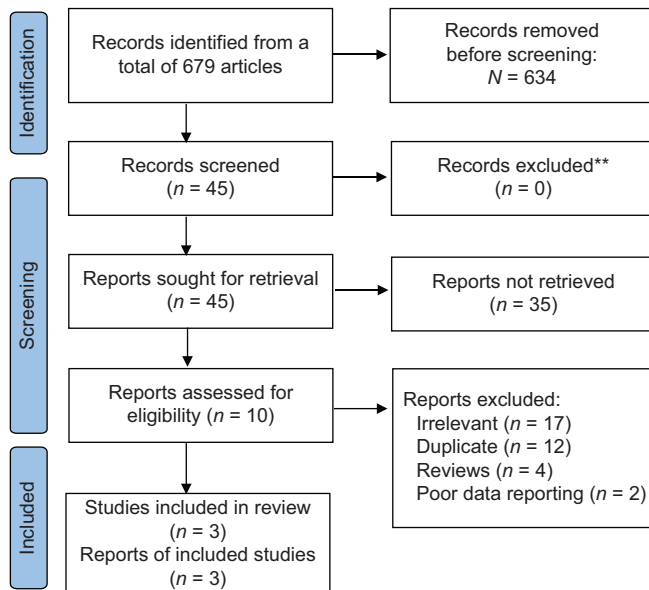 Identification
Records identified from a
total of 679 articles
Records removed
before screening:
N = 634
Records screened
(n = 45)
Records excluded**
(n = 0)
Screening
Reports sought for retrieval
(n = 45)
Reports not retrieved
(n = 35)
Reports assessed for
eligibility (n = 10)
Reports excluded:
Irrelevant (n = 17)
Duplicate (n = 12)
Reviews (n = 4)
Poor data reporting (n = 2)
Included
Studies included in review
(n = 3)
Reports of included studies
(n = 3)